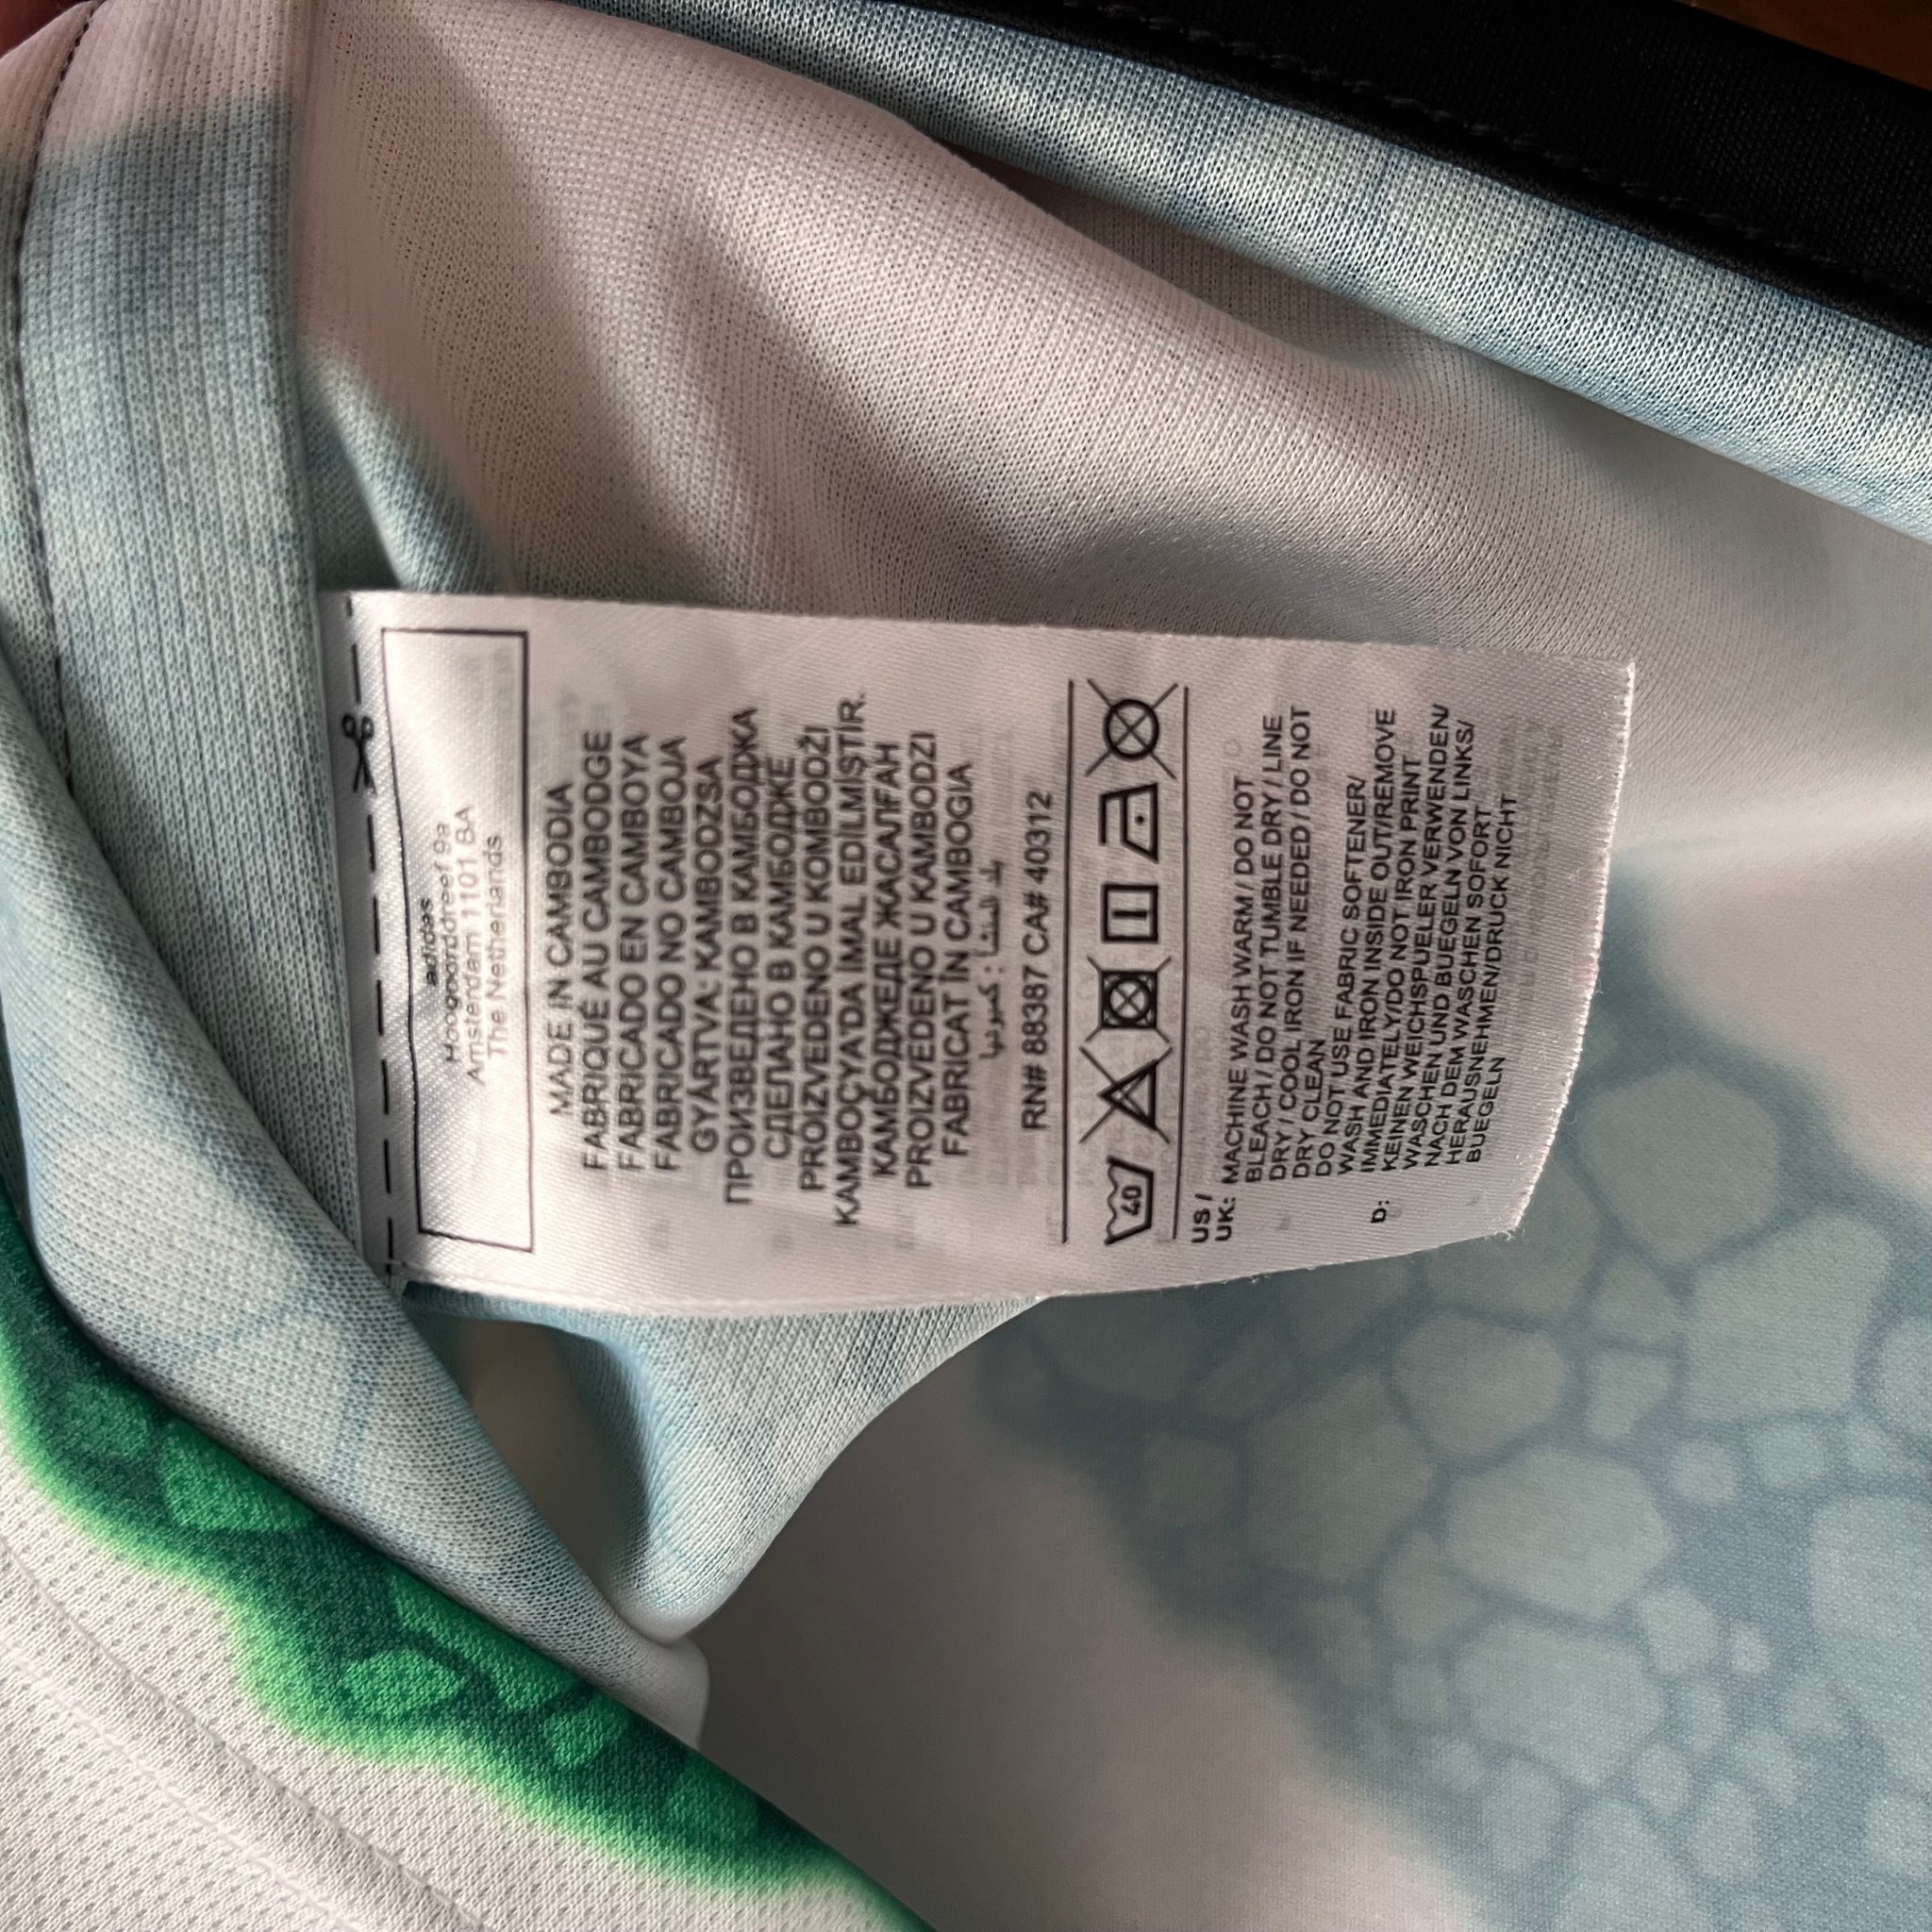 adidas
Hoogoorddreef 9a
Amsterdam 1101 BA
The Netherlands
MADE IN CAMBODIA
FABRIQUÉ AU CAMBODGE
FABRICADO EN CAMBOYA
FABRICADO NO CAMBOJA
GYÁRTVA: KAMBODZSA
ПРОИЗВЕДЕНО В КАМБОДЖА
СДЕЛАНО В КАМБОДЖЕ
PROIZVEDENO U KOMBODŽI
KAMBOÇYA'DA İMAL EDİLMİŞTİR.
КАМБОДЖЕДЕ ЖАСАЛҒАН
PROIZVEDENO U KAMBODZI
FABRICAT ÎN CAMBOGIA
بلد المنشأ : كمبوديا
RN# 88387 CA# 40312
40
US / UK: MACHINE WASH WARM / DO NOT
BLEACH / DO NOT TUMBLE DRY / LINE
DRY / COOL IRON IF NEEDED / DO NOT
DRY CLEAN
DO NOT USE FABRIC SOFTENER/
WASH AND IRON INSIDE OUT/REMOVE
IMMEDIATELY/DO NOT IRON PRINT
D: KEINEN WEICHSPUELER VERWENDEN/
WASCHEN UND BUEGELN VON LINKS/
NACH DEM WASCHEN SOFORT
HERAUSNEHMEN/DRUCK NICHT
BUEGELN